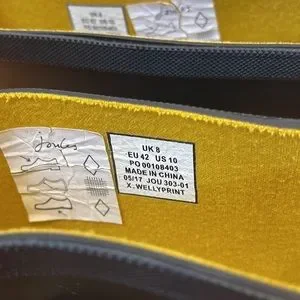 Joules
UK 8
EU 42 US 10
PO 00108403
MADE IN CHINA
05/17 JOU 303-01
X. WELLYPRINT